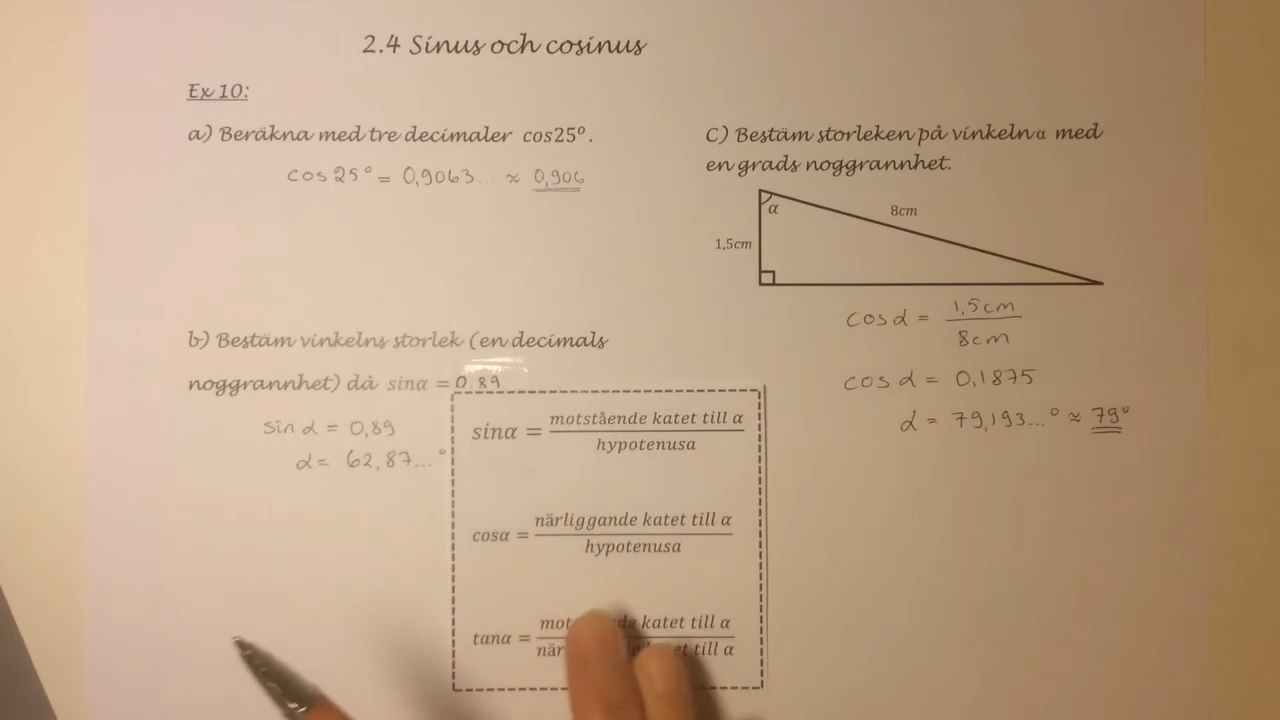 2.4 Sinus och cosinus
Ex 10:
a) Beräkna med tre decimaler cos25°.
cos 25° = 0,9063... ≈ 0,906
b) Bestäm vinkelns storlek (en decimals
noggrannhet) då sinα = 0.89
sin α = 0,89
α = 62,87...°
sinα = motstående katet till α
hypotenusa
cosα = närliggande katet till α
hypotenusa
tanα = katet till α
till α
C) Bestäm storleken på vinkeln α med
en grads noggrannhet.
α
8cm
1,5cm
cos α = 1,5cm
8cm
cos α = 0,1875
α = 79,193...° ≈ 79°